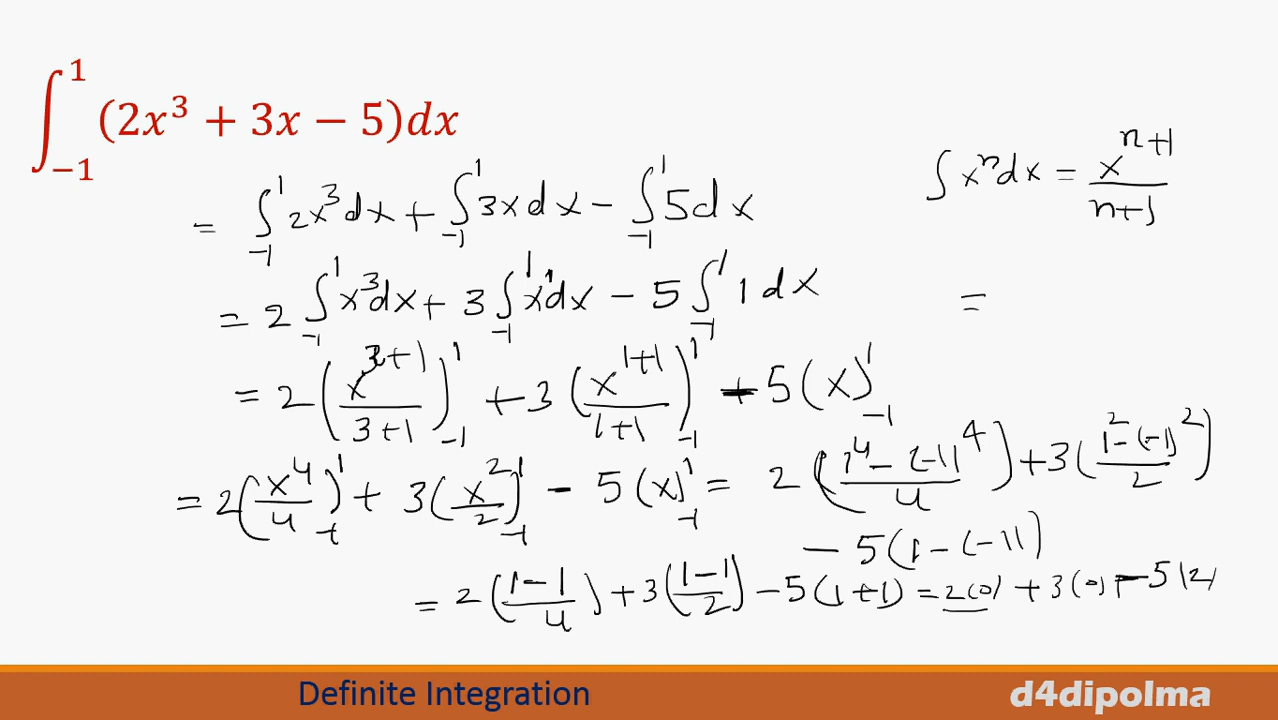 ∫_{-1}^{1} (2x³ + 3x − 5)dx
= ∫_{-1}^{1} 2x³dx + ∫_{-1}^{1} 3xdx − ∫_{-1}^{1} 5dx
∫xⁿdx = x^{n+1}/(n+1)
= 2 ∫_{-1}^{1} x³dx + 3 ∫_{-1}^{1} x¹dx − 5 ∫_{-1}^{1} 1dx =
= 2(x^{3+1}/(3+1))_{-1}^{1} + 3(x^{1+1}/(1+1))_{-1}^{1} − 5(x)_{-1}^{1}
= 2(x⁴/4)_{-1}^{1} + 3(x²/2)_{-1}^{1} − 5(x)_{-1}^{1} = 2((1⁴ − (-1)⁴)/4) + 3((1² − (-1)²)/2)
− 5(1 − (-1))
= 2((1−1)/4) + 3((1−1)/2) − 5(1+1) = 2(0) + 3(0) − 5(2)
Definite Integration
d4dipolma